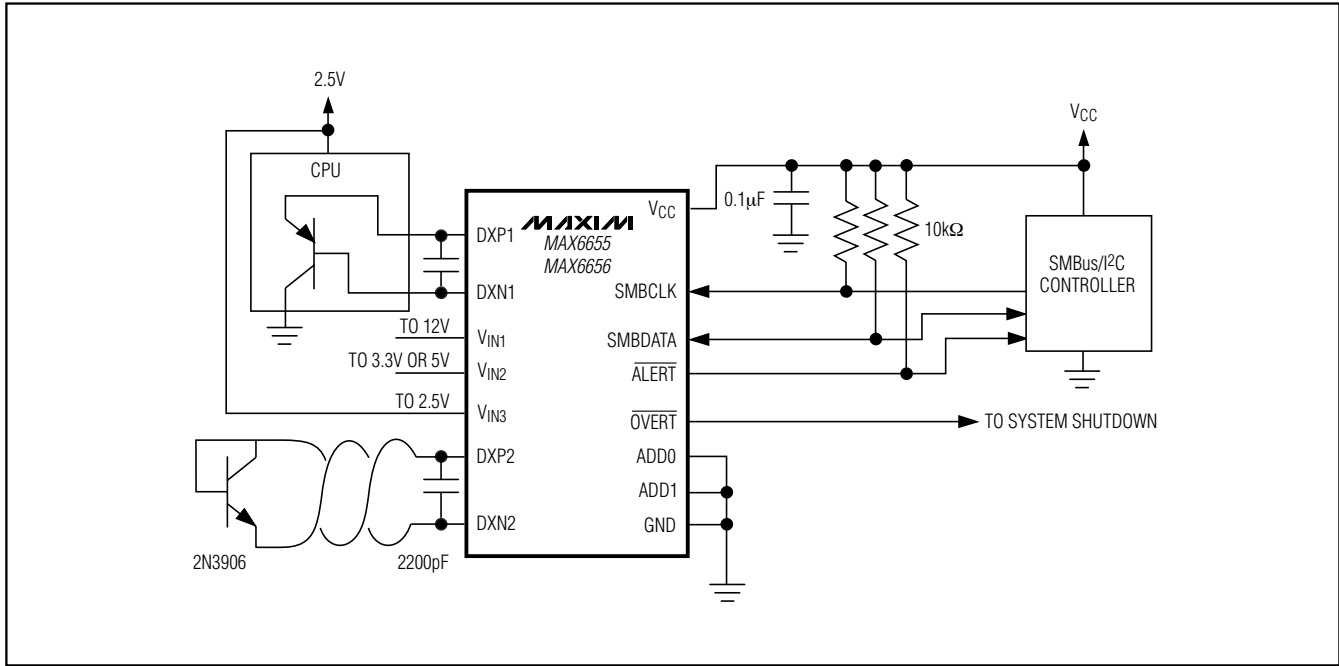 2.5V
CPU
VCC
0.1µF
10kΩ
SMBus/I²C
CONTROLLER
MAXIM
MAX6655
MAX6656
VCC
DXP1
DXN1
SMBCLK
TO 12V
VIN1
SMBDATA
TO 3.3V OR 5V
VIN2
ALERT
TO 2.5V
VIN3
OVERT
TO SYSTEM SHUTDOWN
DXP2
ADD0
ADD1
DXN2
GND
2N3906
2200pF